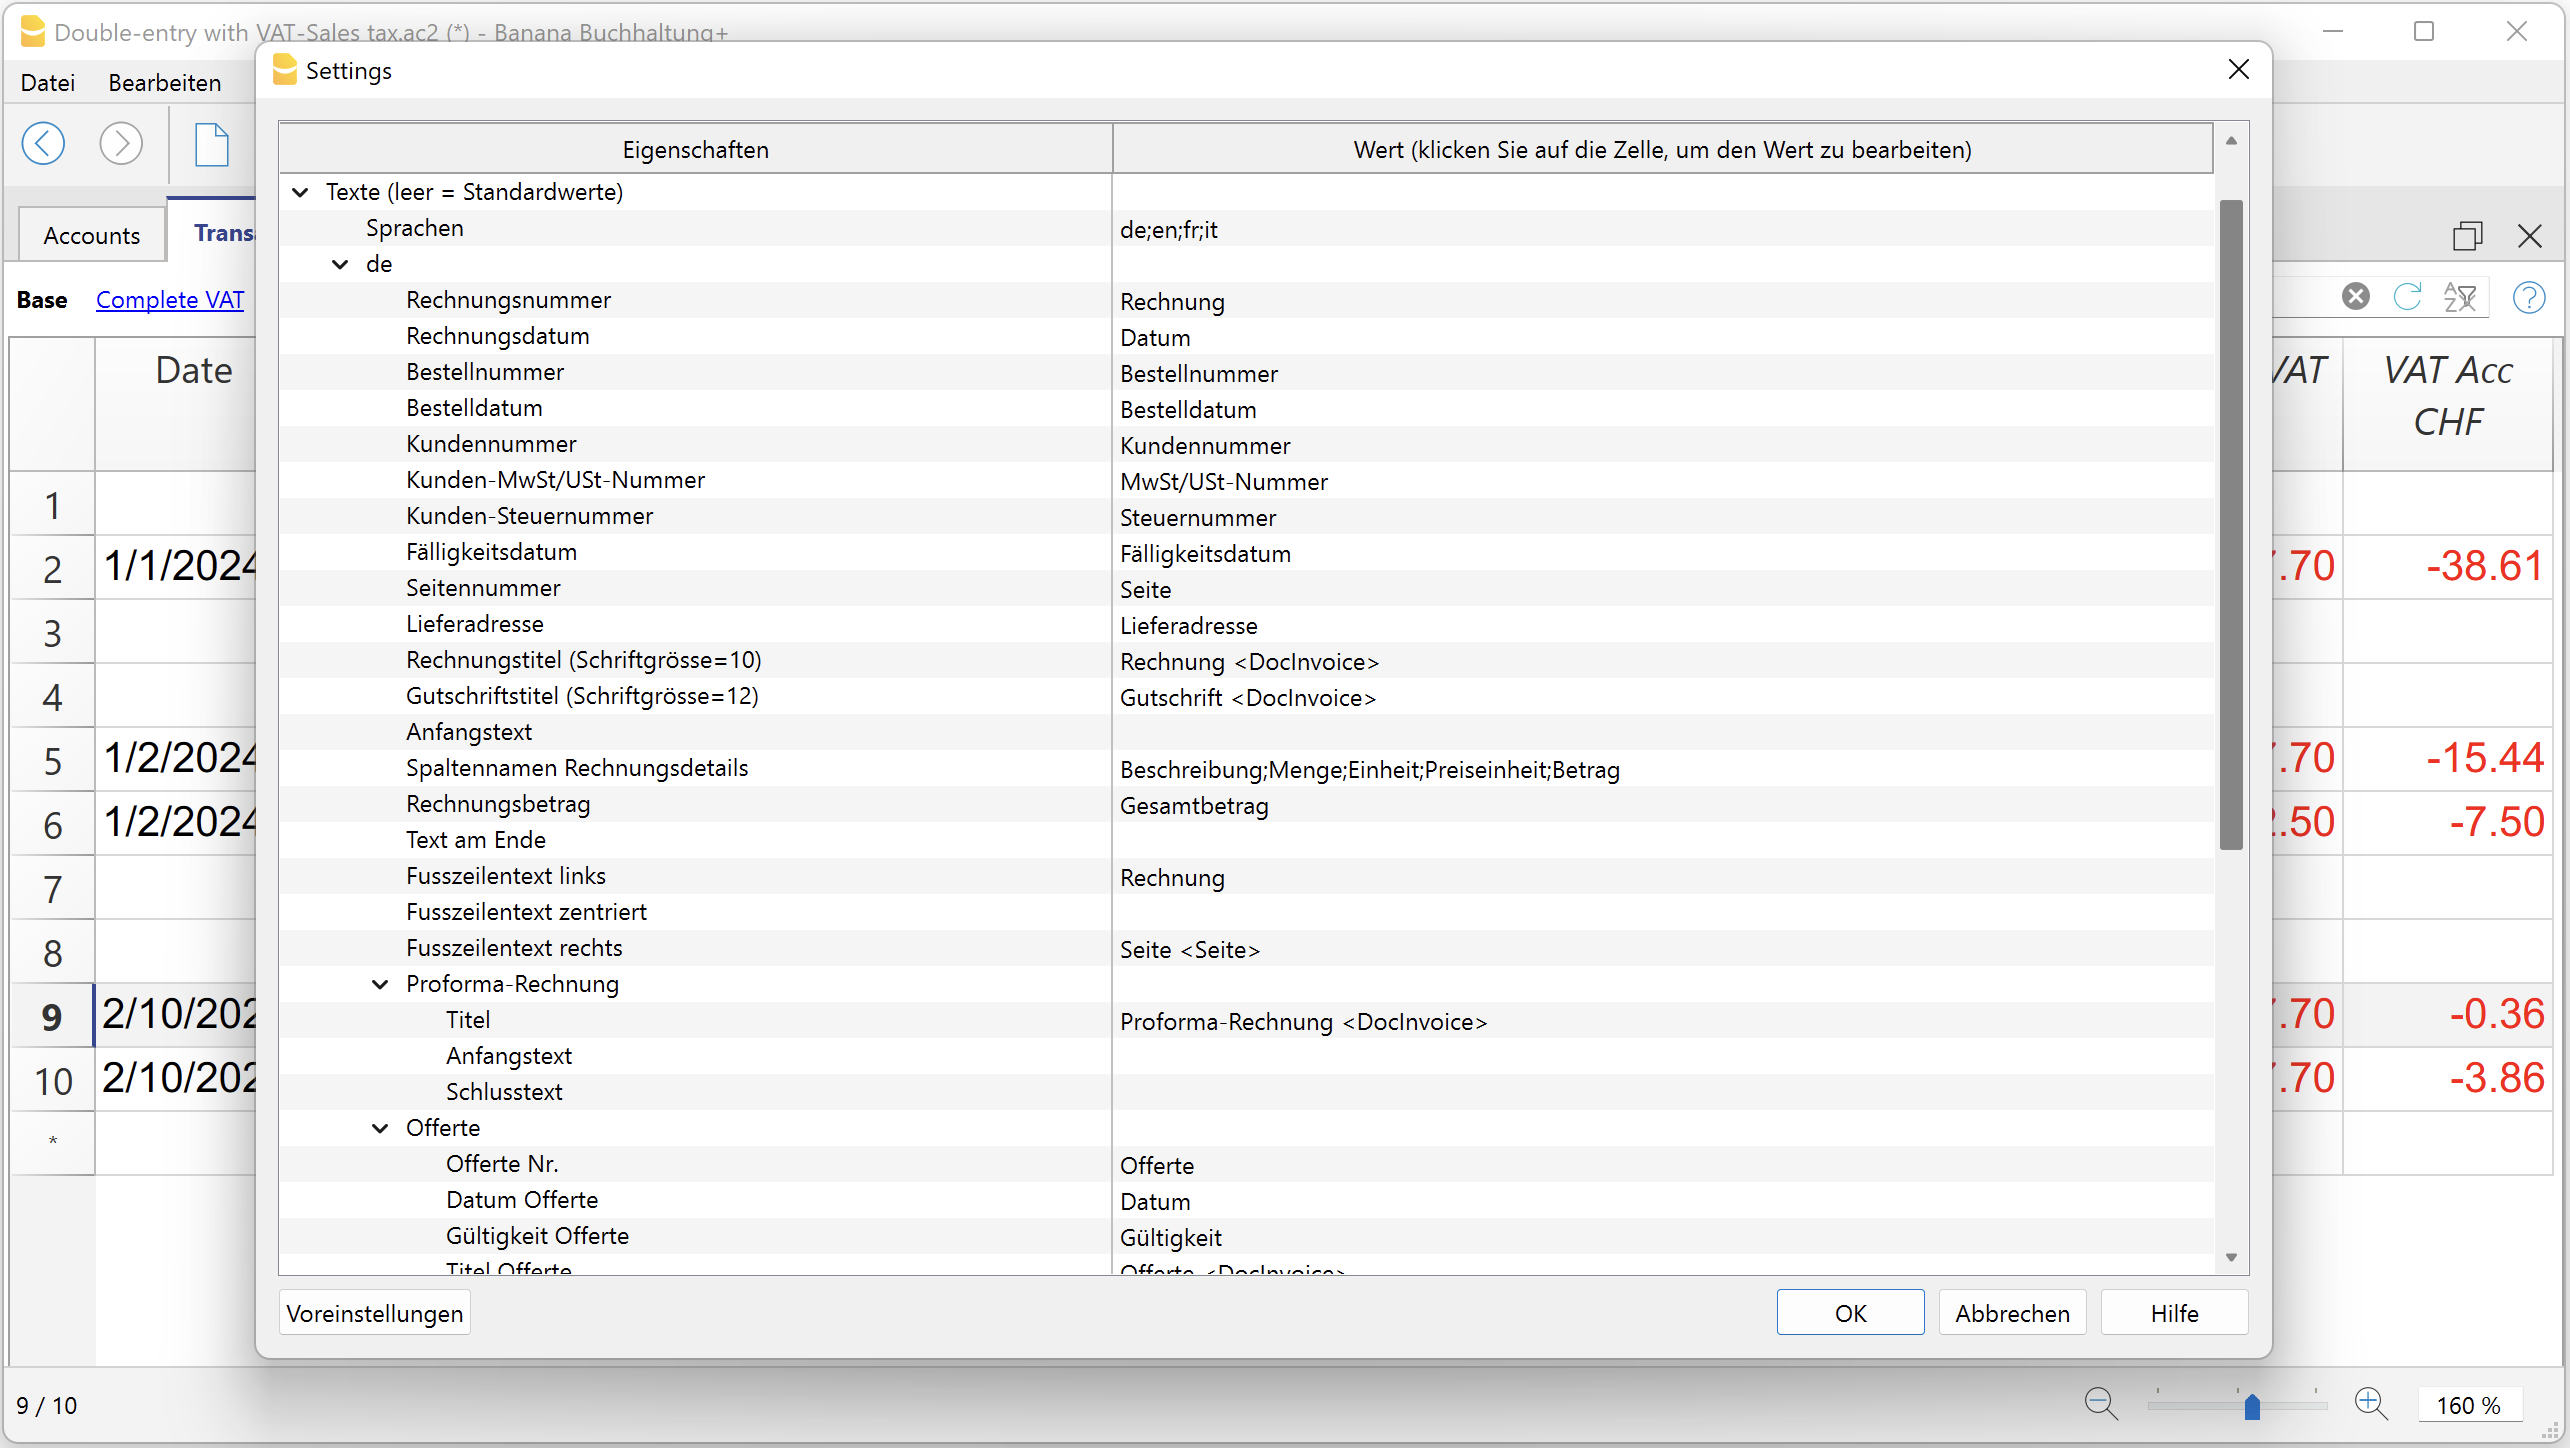 Double-entry with VAT-Sales tax.ac2 (*) - Banana Buchhaltung+
Settings
Datei Bearbeiten
Eigenschaften Wert (klicken Sie auf die Zelle, um den Wert zu bearbeiten)
Texte (leer = Standardwerte)
Sprachen de;en;fr;it
de
Rechnungsnummer Rechnung
Rechnungsdatum Datum
Bestellnummer Bestellnummer
Bestelldatum Bestelldatum
Kundennummer Kundennummer
Kunden-MwSt/USt-Nummer MwSt/USt-Nummer
Kunden-Steuernummer Steuernummer
Fälligkeitsdatum Fälligkeitsdatum
Seitennummer Seite
Lieferadresse Lieferadresse
Rechnungstitel (Schriftgrösse=10) Rechnung <DocInvoice>
Gutschriftstitel (Schriftgrösse=12) Gutschrift <DocInvoice>
Anfangstext
Spaltennamen Rechnungsdetails Beschreibung;Menge;Einheit;Preiseinheit;Betrag
Rechnungsbetrag Gesamtbetrag
Text am Ende
Fusszeilentext links Rechnung
Fusszeilentext zentriert
Fusszeilentext rechts Seite <Seite>
Proforma-Rechnung
Titel Proforma-Rechnung <DocInvoice>
Anfangstext
Schlusstext
Offerte
Offerte Nr. Offerte
Datum Offerte Datum
Gültigkeit Offerte Gültigkeit
Titel Offerte Offerte <DocInvoice>
Voreinstellungen OK Abbrechen Hilfe
Accounts Transa
Base Complete VAT
Date VAT VAT Acc
CHF
1
2 1/1/2024 7.70 -38.61
3
4
5 1/2/2024 7.70 -15.44
6 1/2/2024 2.50 -7.50
7
8
9 2/10/202 7.70 -0.36
10 2/10/202 7.70 -3.86
*
9 / 10 160 %